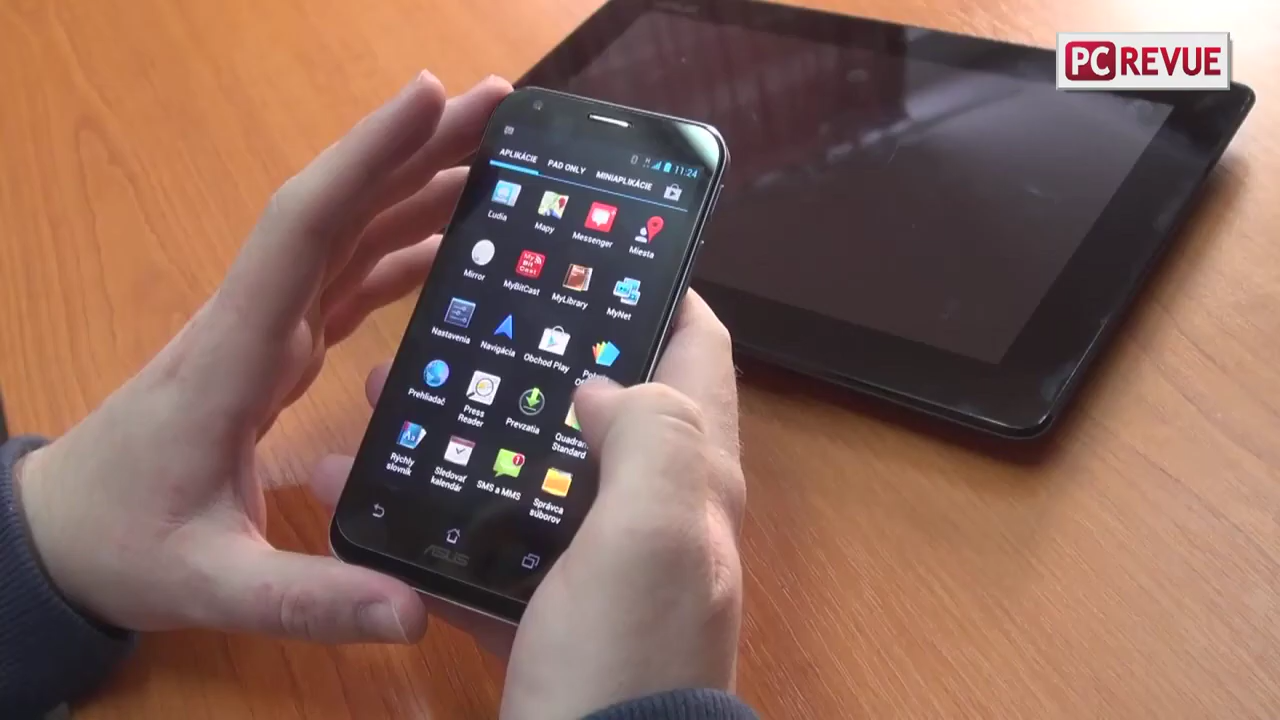 PC REVUE
11:24
APLIKÁCIE PAD ONLY MINIAPLIKÁCIE
Ľudia
Mapy
Messenger
Miesta
Mirror
MyBitCast
MyLibrary
MyNet
Nastavenia
Navigácia
Obchod Play
Prehliadač
Press
Reader
Prevzatia
Quadrant
Standard
Rýchly
slovník
Sledovať
kalendár
SMS a MMS
Správca
súborov
ASUS